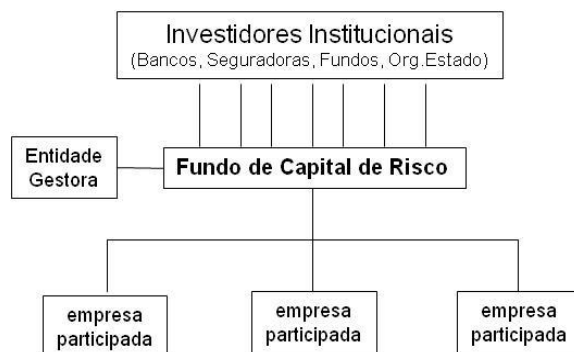 Investidores Institucionais
(Bancos, Seguradoras, Fundos, Org.Estado)
Entidade
Gestora
Fundo de Capital de Risco
empresa
participada
empresa
participada
empresa
participada